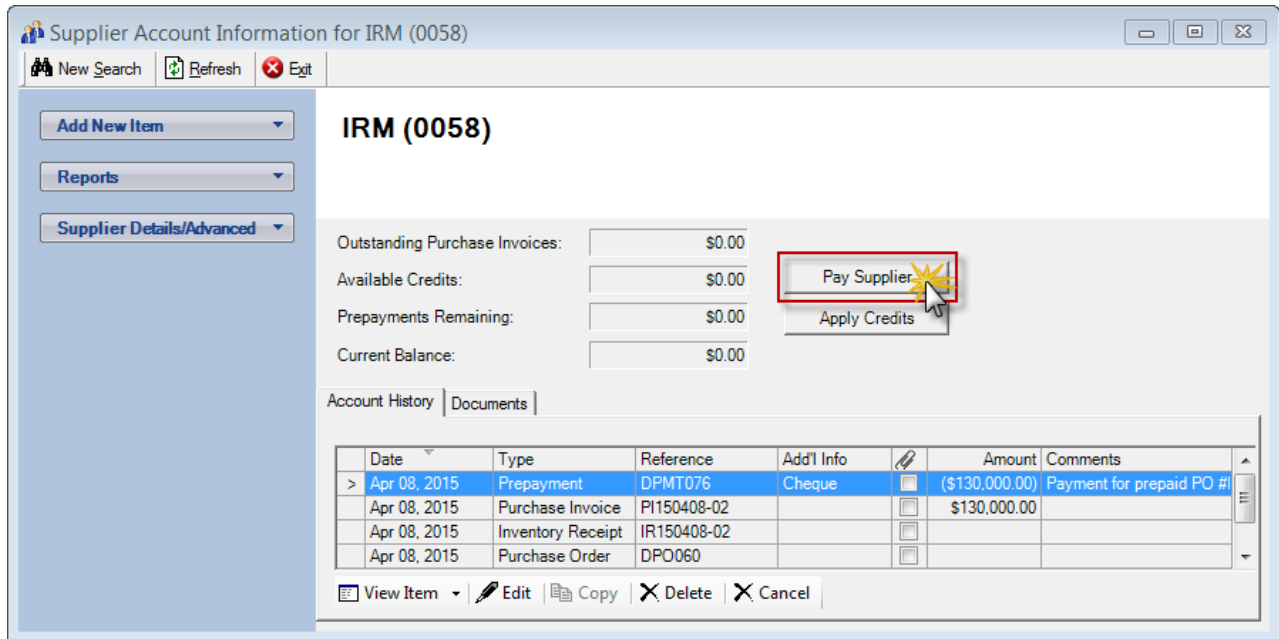 Supplier Account Information for IRM (0058)
New Search Refresh Exit
Add New Item
Reports
Supplier Details/Advanced
IRM (0058)
Outstanding Purchase Invoices: $0.00
Available Credits: $0.00
Prepayments Remaining: $0.00
Current Balance: $0.00
Pay Supplier
Apply Credits
Account History Documents
Date Type Reference Add'l Info Amount Comments
> Apr 08, 2015 Prepayment DPMT076 Cheque ($130,000.00) Payment for prepaid PO #
Apr 08, 2015 Purchase Invoice PI150408-02 $130,000.00
Apr 08, 2015 Inventory Receipt IR150408-02
Apr 08, 2015 Purchase Order DPO060
View Item Edit Copy Delete Cancel